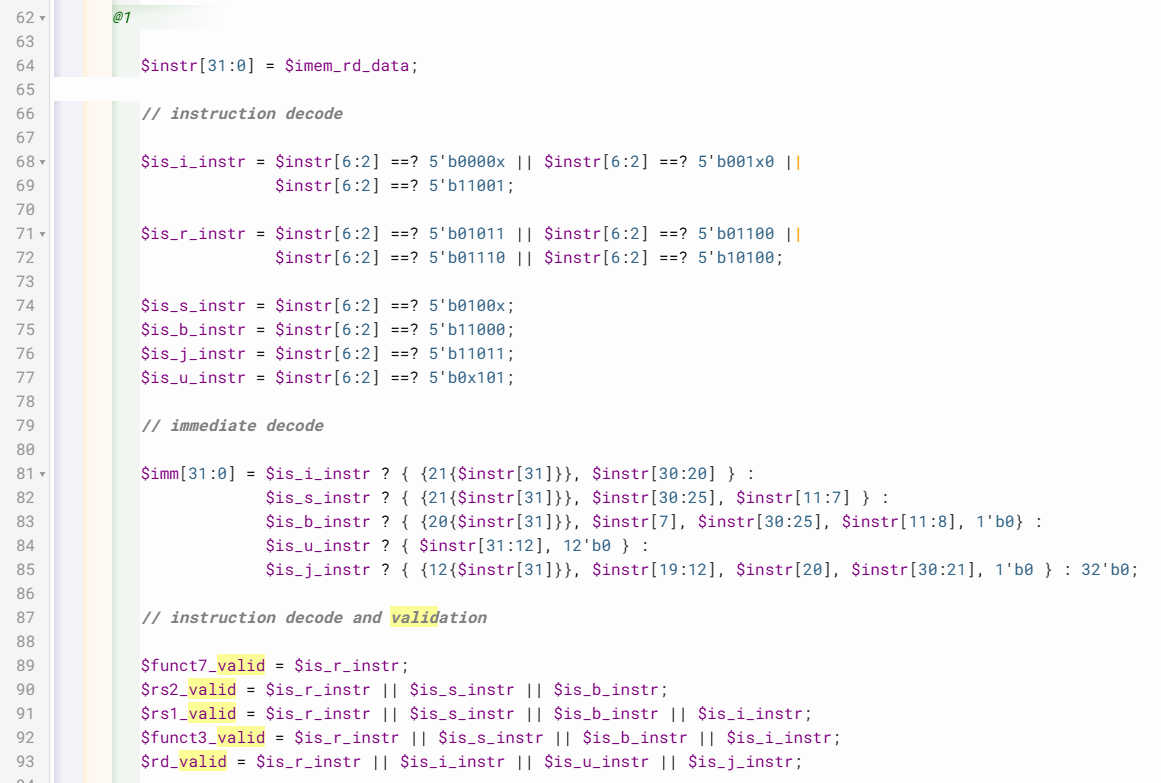 62 @1
63
64 $instr[31:0] = $imem_rd_data;
65
66 // instruction decode
67
68 $is_i_instr = $instr[6:2] ==? 5'b0000x || $instr[6:2] ==? 5'b001x0 ||
69 $instr[6:2] ==? 5'b11001;
70
71 $is_r_instr = $instr[6:2] ==? 5'b01011 || $instr[6:2] ==? 5'b01100 ||
72 $instr[6:2] ==? 5'b01110 || $instr[6:2] ==? 5'b10100;
73
74 $is_s_instr = $instr[6:2] ==? 5'b0100x;
75 $is_b_instr = $instr[6:2] ==? 5'b11000;
76 $is_j_instr = $instr[6:2] ==? 5'b11011;
77 $is_u_instr = $instr[6:2] ==? 5'b0x101;
78
79 // immediate decode
80
81 $imm[31:0] = $is_i_instr ? { {21{$instr[31]}}, $instr[30:20] } :
82 $is_s_instr ? { {21{$instr[31]}}, $instr[30:25], $instr[11:7] } :
83 $is_b_instr ? { {20{$instr[31]}}, $instr[7], $instr[30:25], $instr[11:8], 1'b0} :
84 $is_u_instr ? { $instr[31:12], 12'b0 } :
85 $is_j_instr ? { {12{$instr[31]}}, $instr[19:12], $instr[20], $instr[30:21], 1'b0 } : 32'b0;
86
87 // instruction decode and validation
88
89 $funct7_valid = $is_r_instr;
90 $rs2_valid = $is_r_instr || $is_s_instr || $is_b_instr;
91 $rs1_valid = $is_r_instr || $is_s_instr || $is_b_instr || $is_i_instr;
92 $funct3_valid = $is_r_instr || $is_s_instr || $is_b_instr || $is_i_instr;
93 $rd_valid = $is_r_instr || $is_i_instr || $is_u_instr || $is_j_instr;